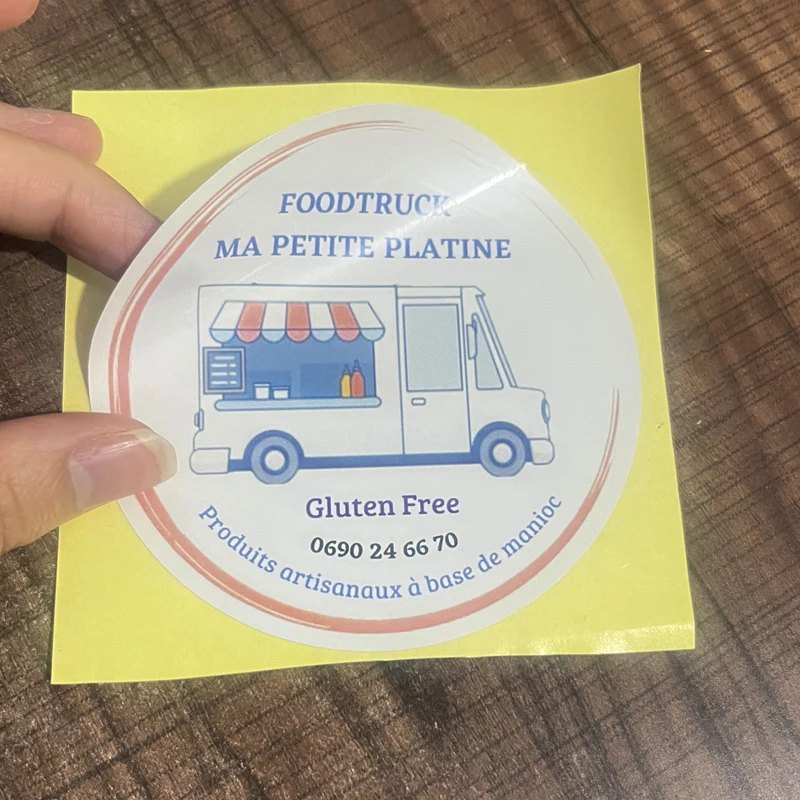 FOODTRUCK
MA PETITE PLATINE
Gluten Free
0690 24 66 70
Produits artisanaux à base de manioc